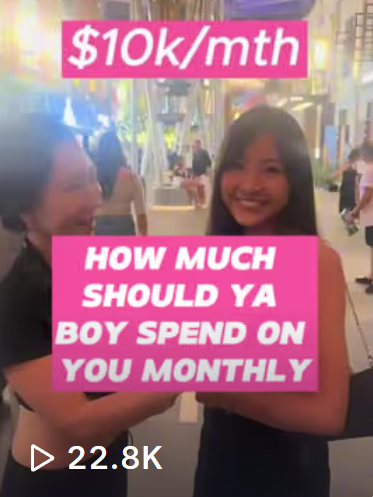 $10k/mth
HOW MUCH
SHOULD YA
BOY SPEND ON
YOU MONTHLY
22.8K